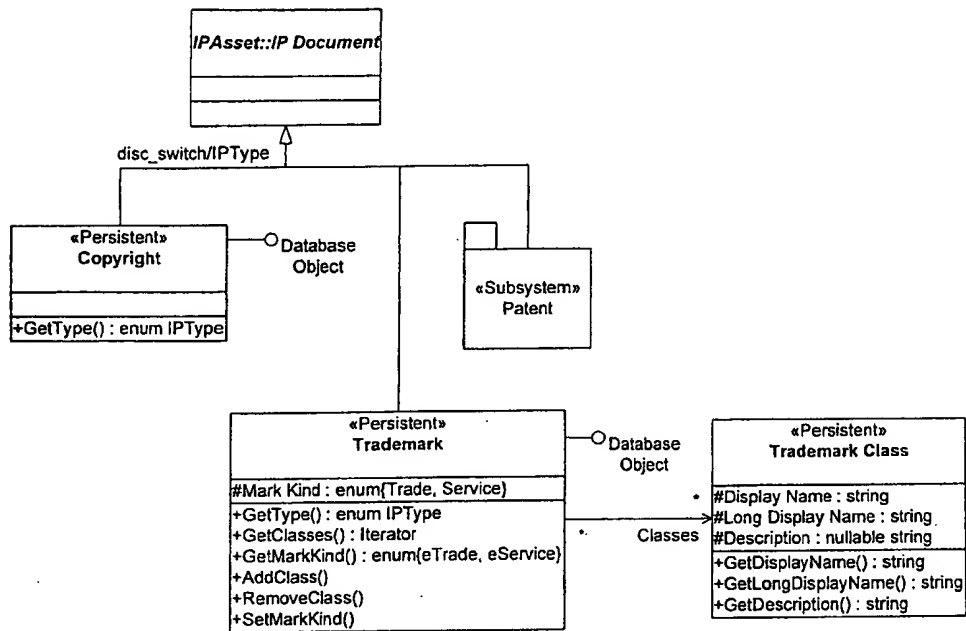 IPAsset::IP Document
disc_switch/IPType
«Persistent»
Copyright
+GetType() : enum IPType
Database
Object
«Subsystem»
Patent
«Persistent»
Trademark
#Mark Kind : enum{Trade, Service}
+GetType() : enum IPType
+GetClasses() : Iterator
+GetMarkKind() : enum{eTrade, eService}
+AddClass()
+RemoveClass()
+SetMarkKind()
Database
Object
* *
Classes
«Persistent»
Trademark Class
#Display Name : string
#Long Display Name : string
#Description : nullable string
+GetDisplayName() : string
+GetLongDisplayName() : string
+GetDescription() : string